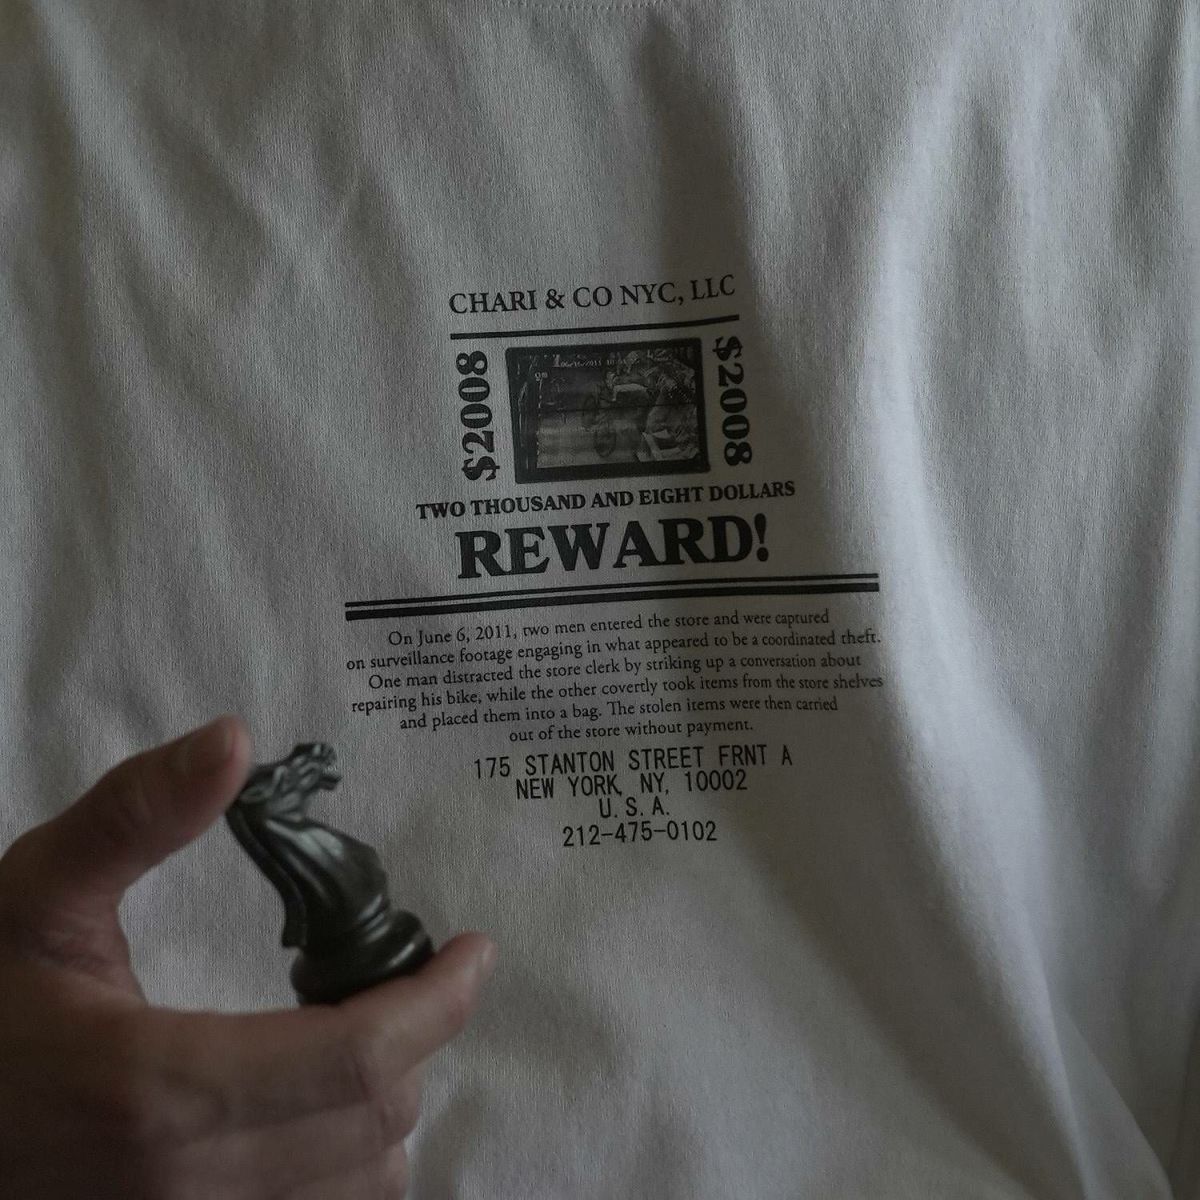 CHARI & CO NYC, LLC
$2008
$2008
TWO THOUSAND AND EIGHT DOLLARS
REWARD!
On June 6, 2011, two men entered the store and were captured
on surveillance footage engaging in what appeared to be a coordinated theft.
One man distracted the store clerk by striking up a conversation about
repairing his bike, while the other covertly took items from the store shelves
and placed them into a bag. The stolen items were then carried
out of the store without payment.
175 STANTON STREET FRNT A
NEW YORK, NY, 10002
U.S.A.
212-475-0102